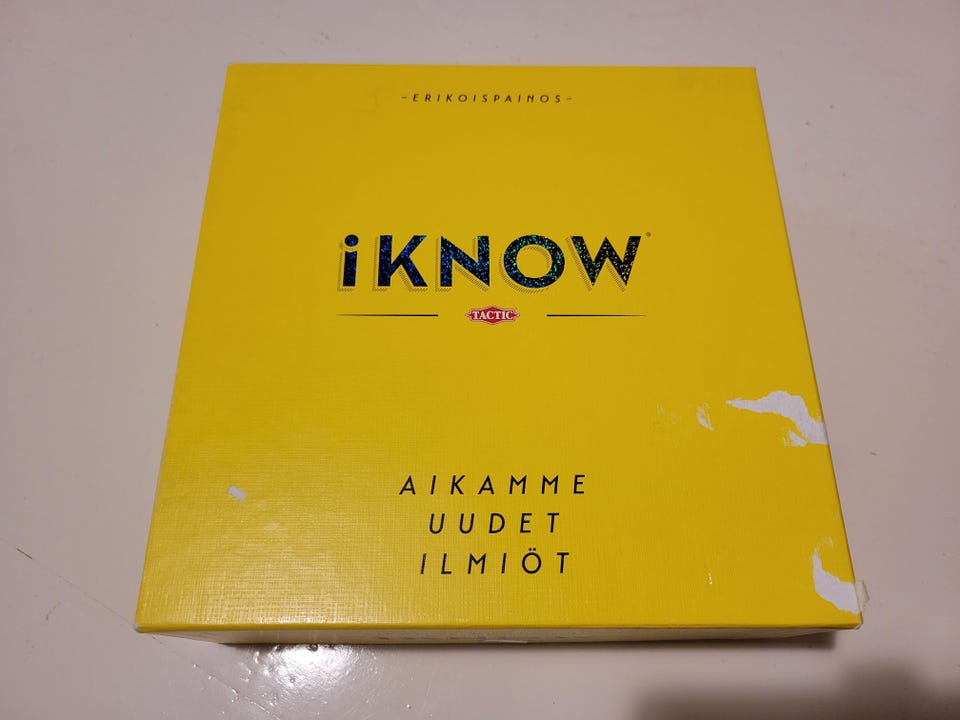 -ERIKOISPAINOS-
iKNOW®
TACTIC
AIKAMME
UUDET
ILMIÖT